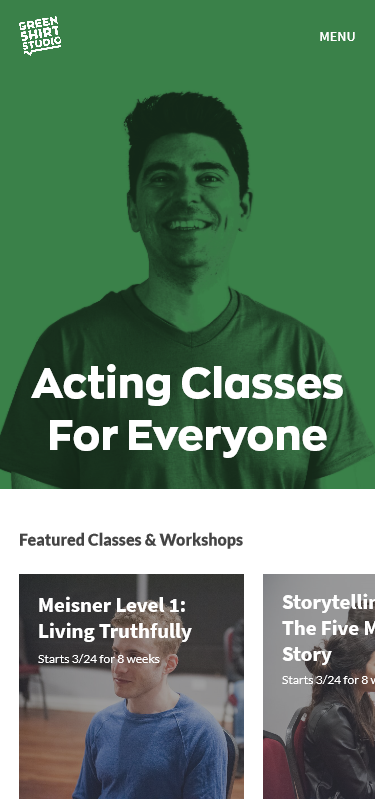 GREEN
SHIRT
STUDIO
MENU
Acting Classes
For Everyone
Featured Classes & Workshops
Meisner Level 1:
Living Truthfully
Starts 3/24 for 8 weeks
The Five
Story
Starts 3/24 for 8